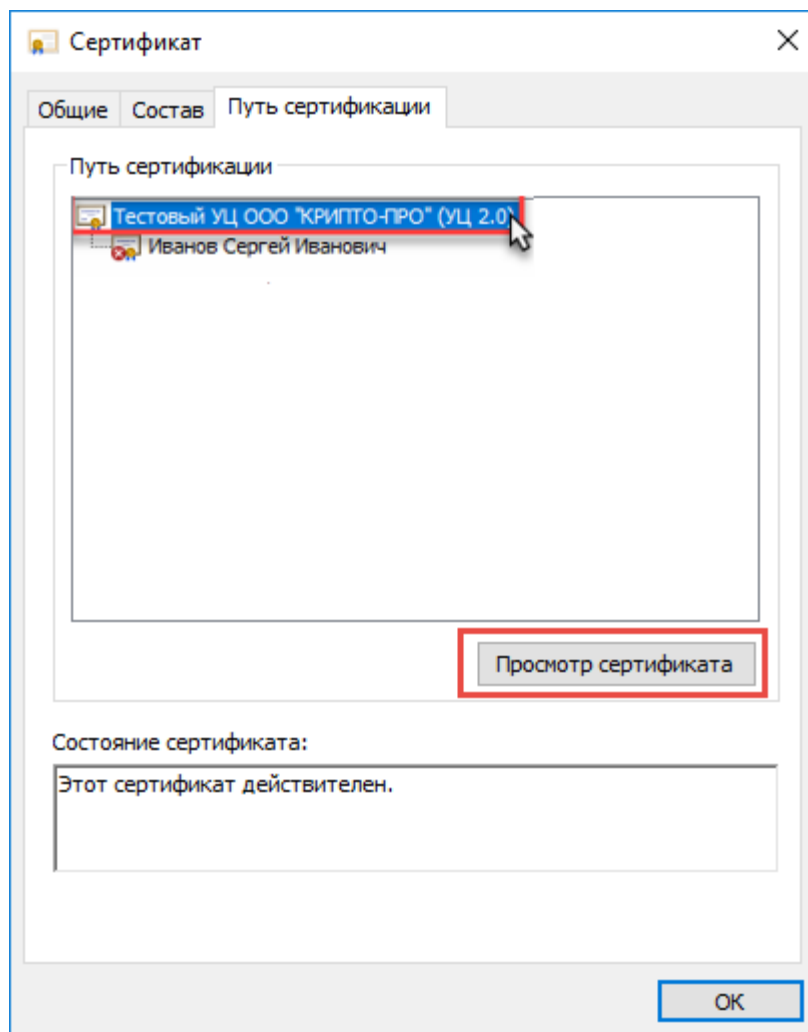 Сертификат
Общие Состав Путь сертификации
Путь сертификации
Тестовый УЦ ООО "КРИПТО-ПРО" (УЦ 2.0)
Иванов Сергей Иванович
Просмотр сертификата
Состояние сертификата:
Этот сертификат действителен.
ОК